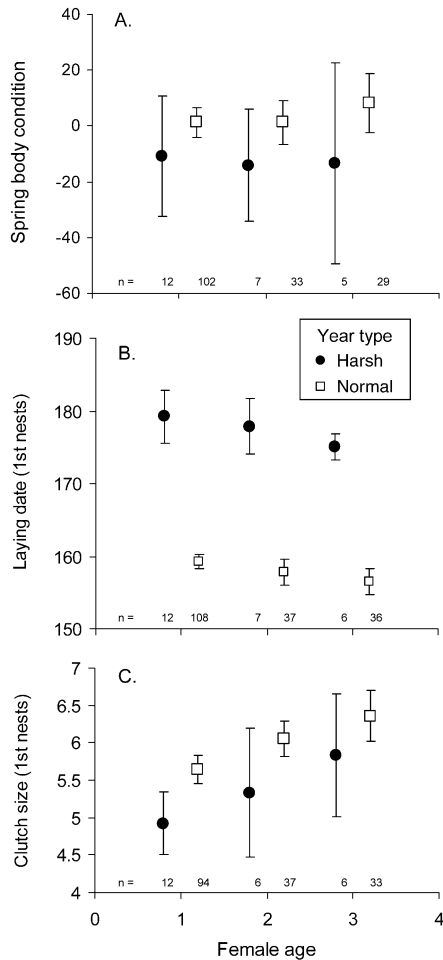 A.
40
20
0
-20
-40
-60
Spring body condition
n = 12 102 7 33 5 29
Year type
Harsh
Normal
B.
190
180
170
160
150
Laying date (1st nests)
n = 12 108 7 37 6 36
C.
7
6.5
6
5.5
5
4.5
4
Clutch size (1st nests)
n = 12 94 6 37 6 33
0 1 2 3 4
Female age